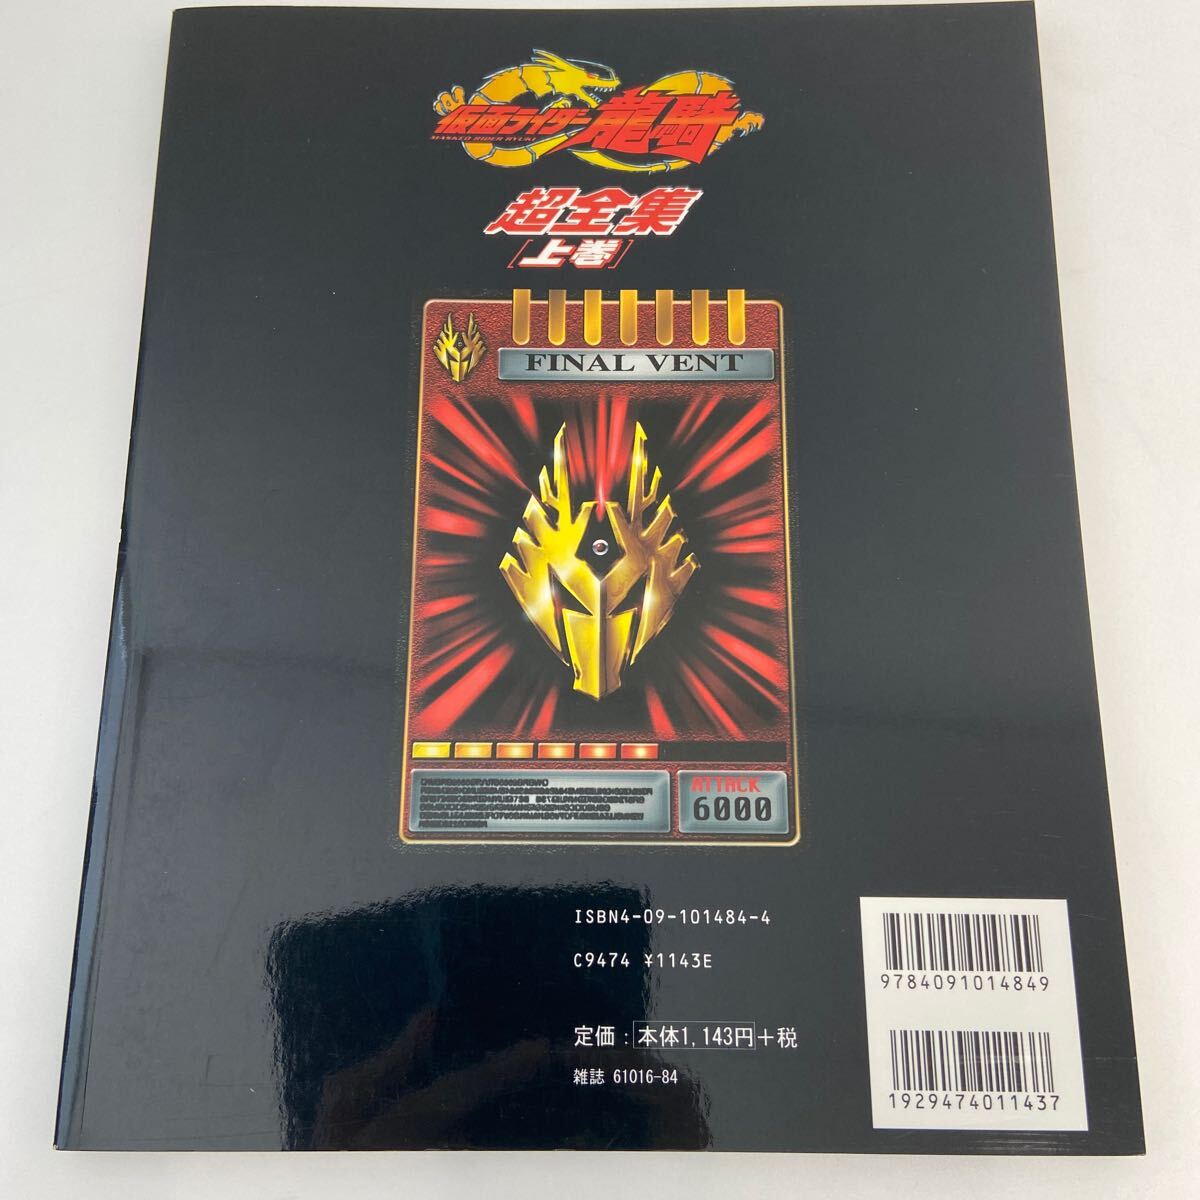 仮面ライダー龍騎
MASKED RIDER RYUKI
超全集
[上巻]
FINAL VENT
ATTACK
6000
ISBN4-09-101484-4
C9474 ¥1143E
定価：本体1,143円+税
雑誌 61016-84
9784091014849
1929474011437